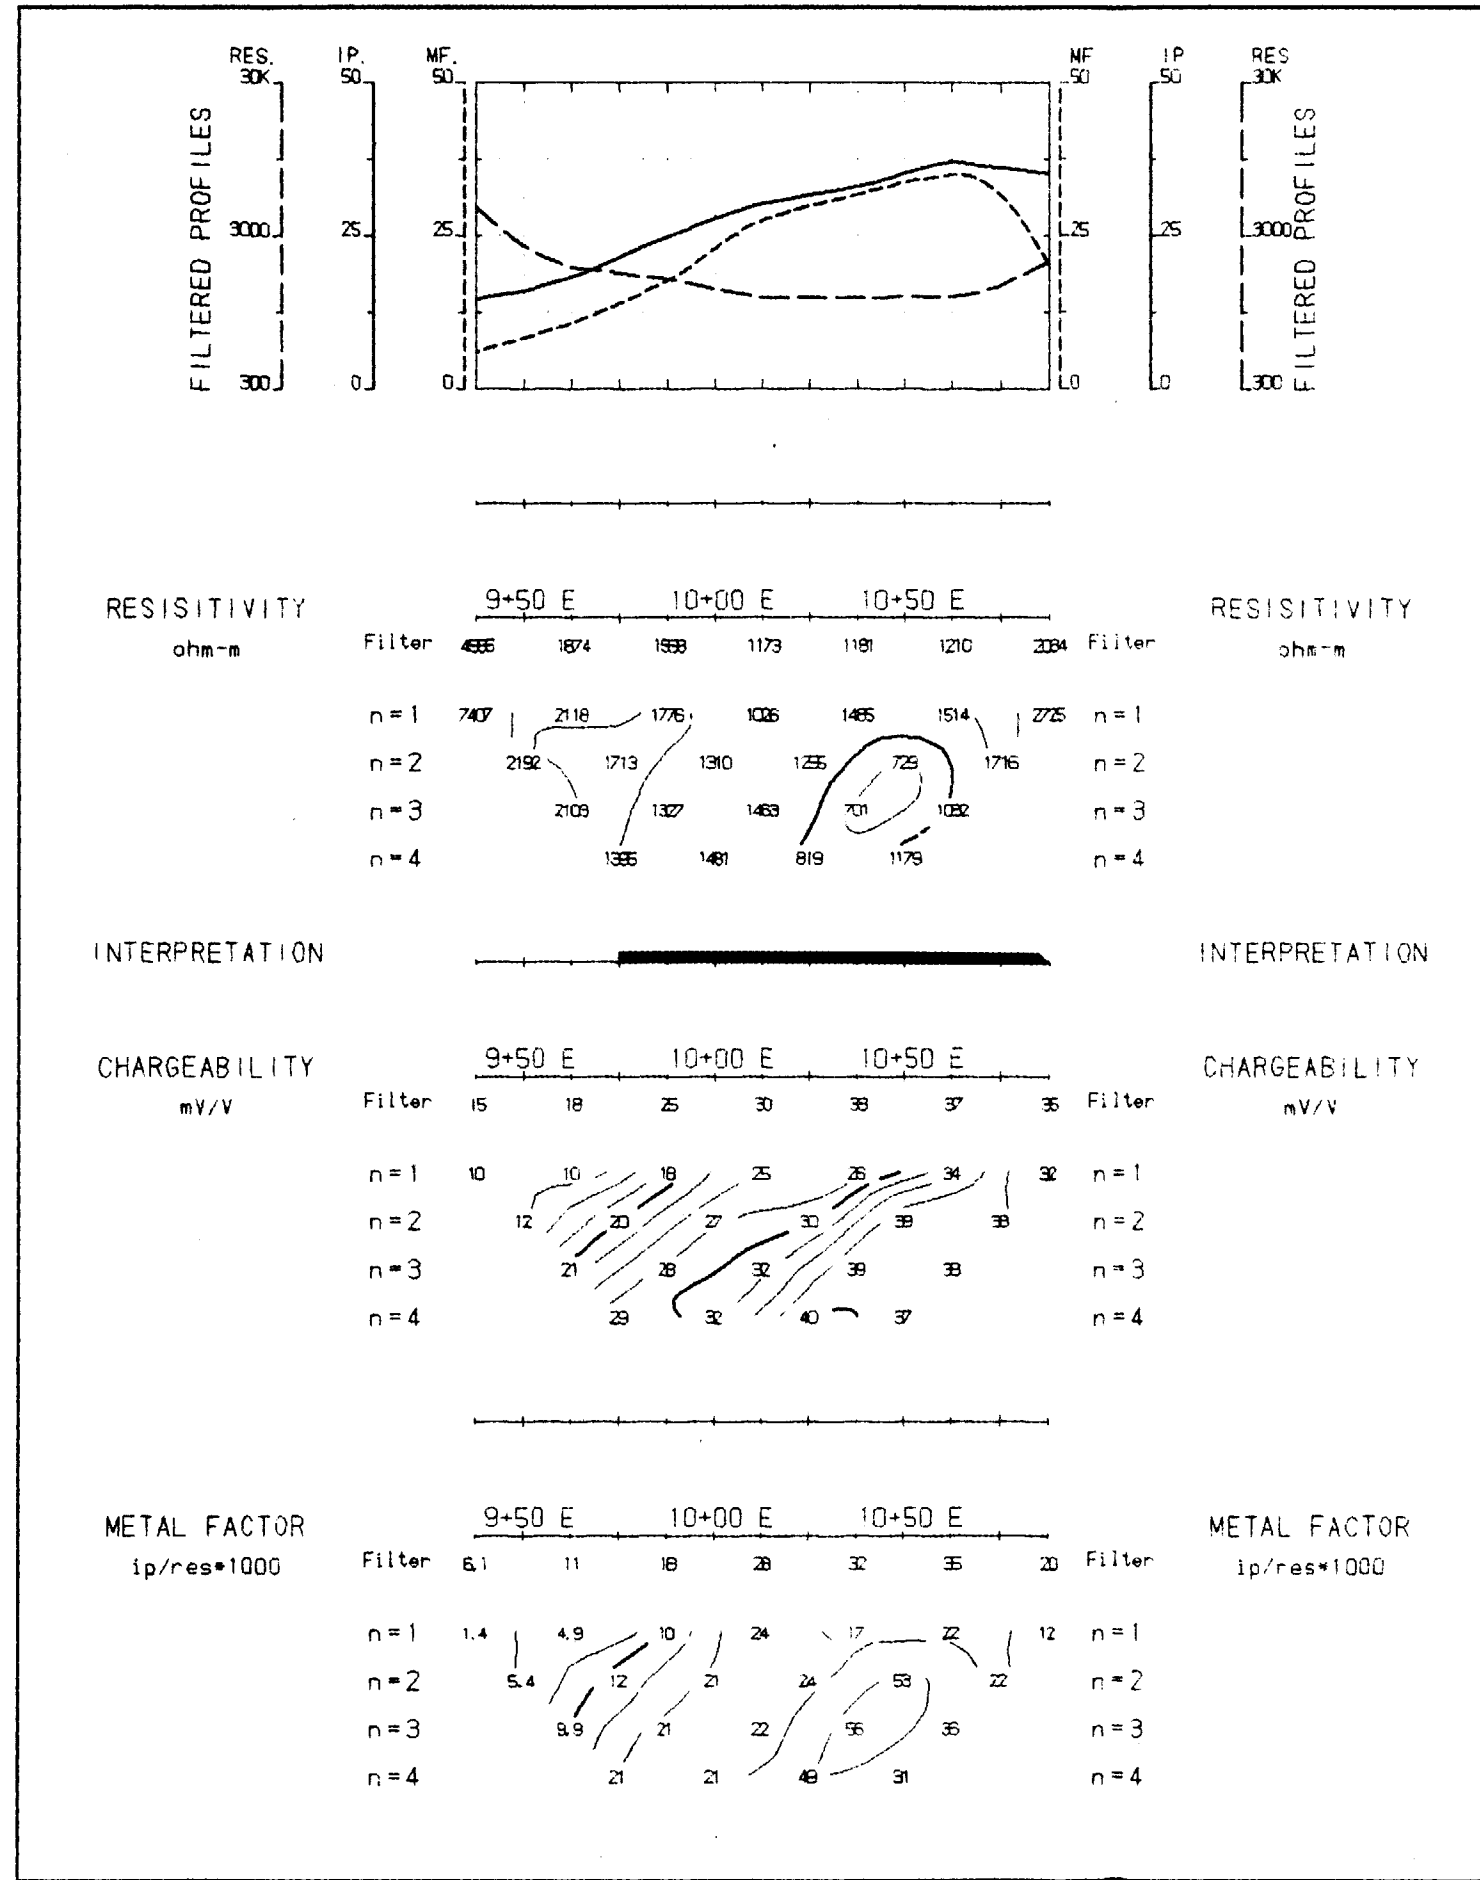 RES. IP. MF. MF IP RES
30K 50 50 50 50 30K
FILTERED PROFILES
3000 25 25 25 25 3000
FILTERED PROFILES
300 0 0 0 0 300
9+50 E 10+00 E 10+50 E
RESISITIVITY RESISITIVITY
ohm-m Filter 1874 1173 1181 1210 2084 Filter ohm-m
n=1 7407 2118 1776 1026 1485 1514 2725 n=1
n=2 2192 1713 1310 729 1716 n=2
n=3 2109 1327 1463 701 1082 n=3
n=4 1481 819 1179 n=4
INTERPRETATION INTERPRETATION
9+50 E 10+00 E 10+50 E
CHARGEABILITY CHARGEABILITY
mV/V Filter 15 18 25 30 37 Filter mV/V
n=1 10 10 18 25 26 34 32 n=1
n=2 12 20 27 30 39 38 n=2
n=3 21 28 32 39 38 n=3
n=4 29 32 40 37 n=4
9+50 E 10+00 E 10+50 E
METAL FACTOR METAL FACTOR
ip/res*1000 Filter 6.1 11 18 28 32 35 20 Filter ip/res*1000
n=1 1.4 4.9 10 24 17 22 12 n=1
n=2 5.4 12 21 24 53 22 n=2
n=3 9.9 21 22 56 n=3
n=4 21 21 49 31 n=4